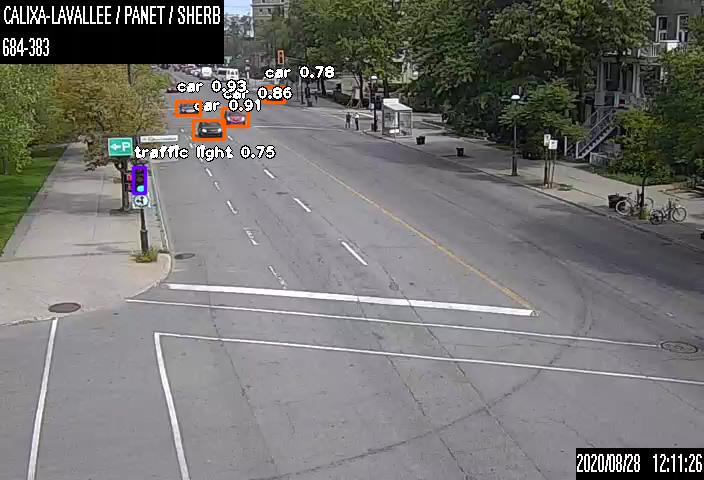 CALIXA-LAVALLEE / PANET / SHERB
684-383
car 0.78
car 0.93
car 0.86
car 0.91
P
traffic light 0.75
2020/08/28 12:11:26